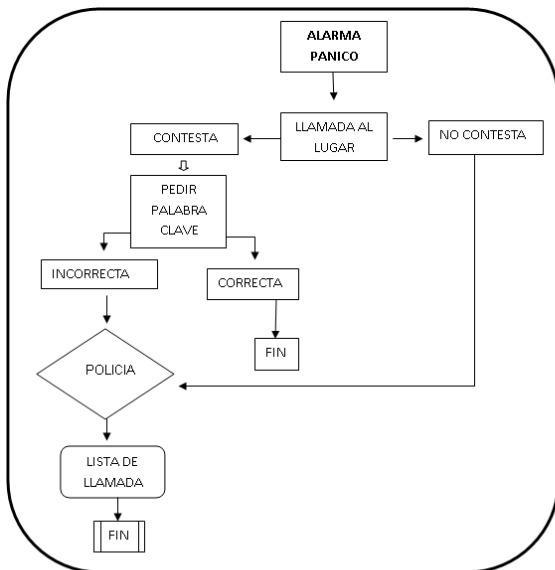 ALARMA
PANICO
CONTESTA
LLAMADA AL
LUGAR
NO CONTESTA
PEDIR
PALABRA
CLAVE
INCORRECTA
CORRECTA
FIN
POLICIA
LISTA DE
LLAMADA
FIN